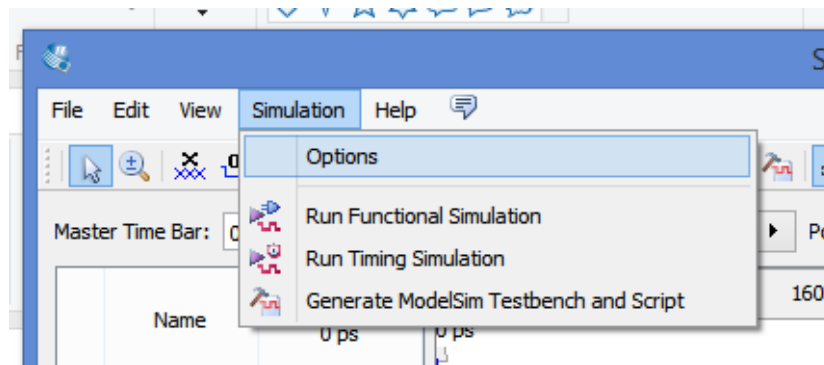 File Edit View Simulation Help
Options
Master Time Bar:
Run Functional Simulation
Run Timing Simulation
Generate ModelSim Testbench and Script
160
Name
0 ps
0 ps